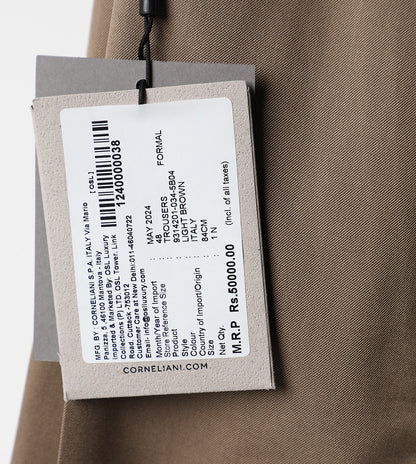 MFG. BY : CORNELIANI S.P.A. ITALY Via Mario
Panizza, 5 ,46100 Mantova - Italy
Imported & Marketed By: OSL Luxury
Collections (P) LTD. OSL Tower. Link
Road. Cuttack -753012
Customer Care at New Delhi:011-46040722
Email- info@osluxury.com
[OSL]
1240000038
Month/Year of Import : MAY 2024
Store Reference Size : 48
Product : TROUSERS FORMAL
Style : 9314201-034-5B04
Colour : LIGHT BROWN
Country of Import/Origin : ITALY
Size : 84CM
Net Qty. : 1 N
M.R.P Rs.50000.00 (Incl. of all taxes)
CORNELIANI.COM